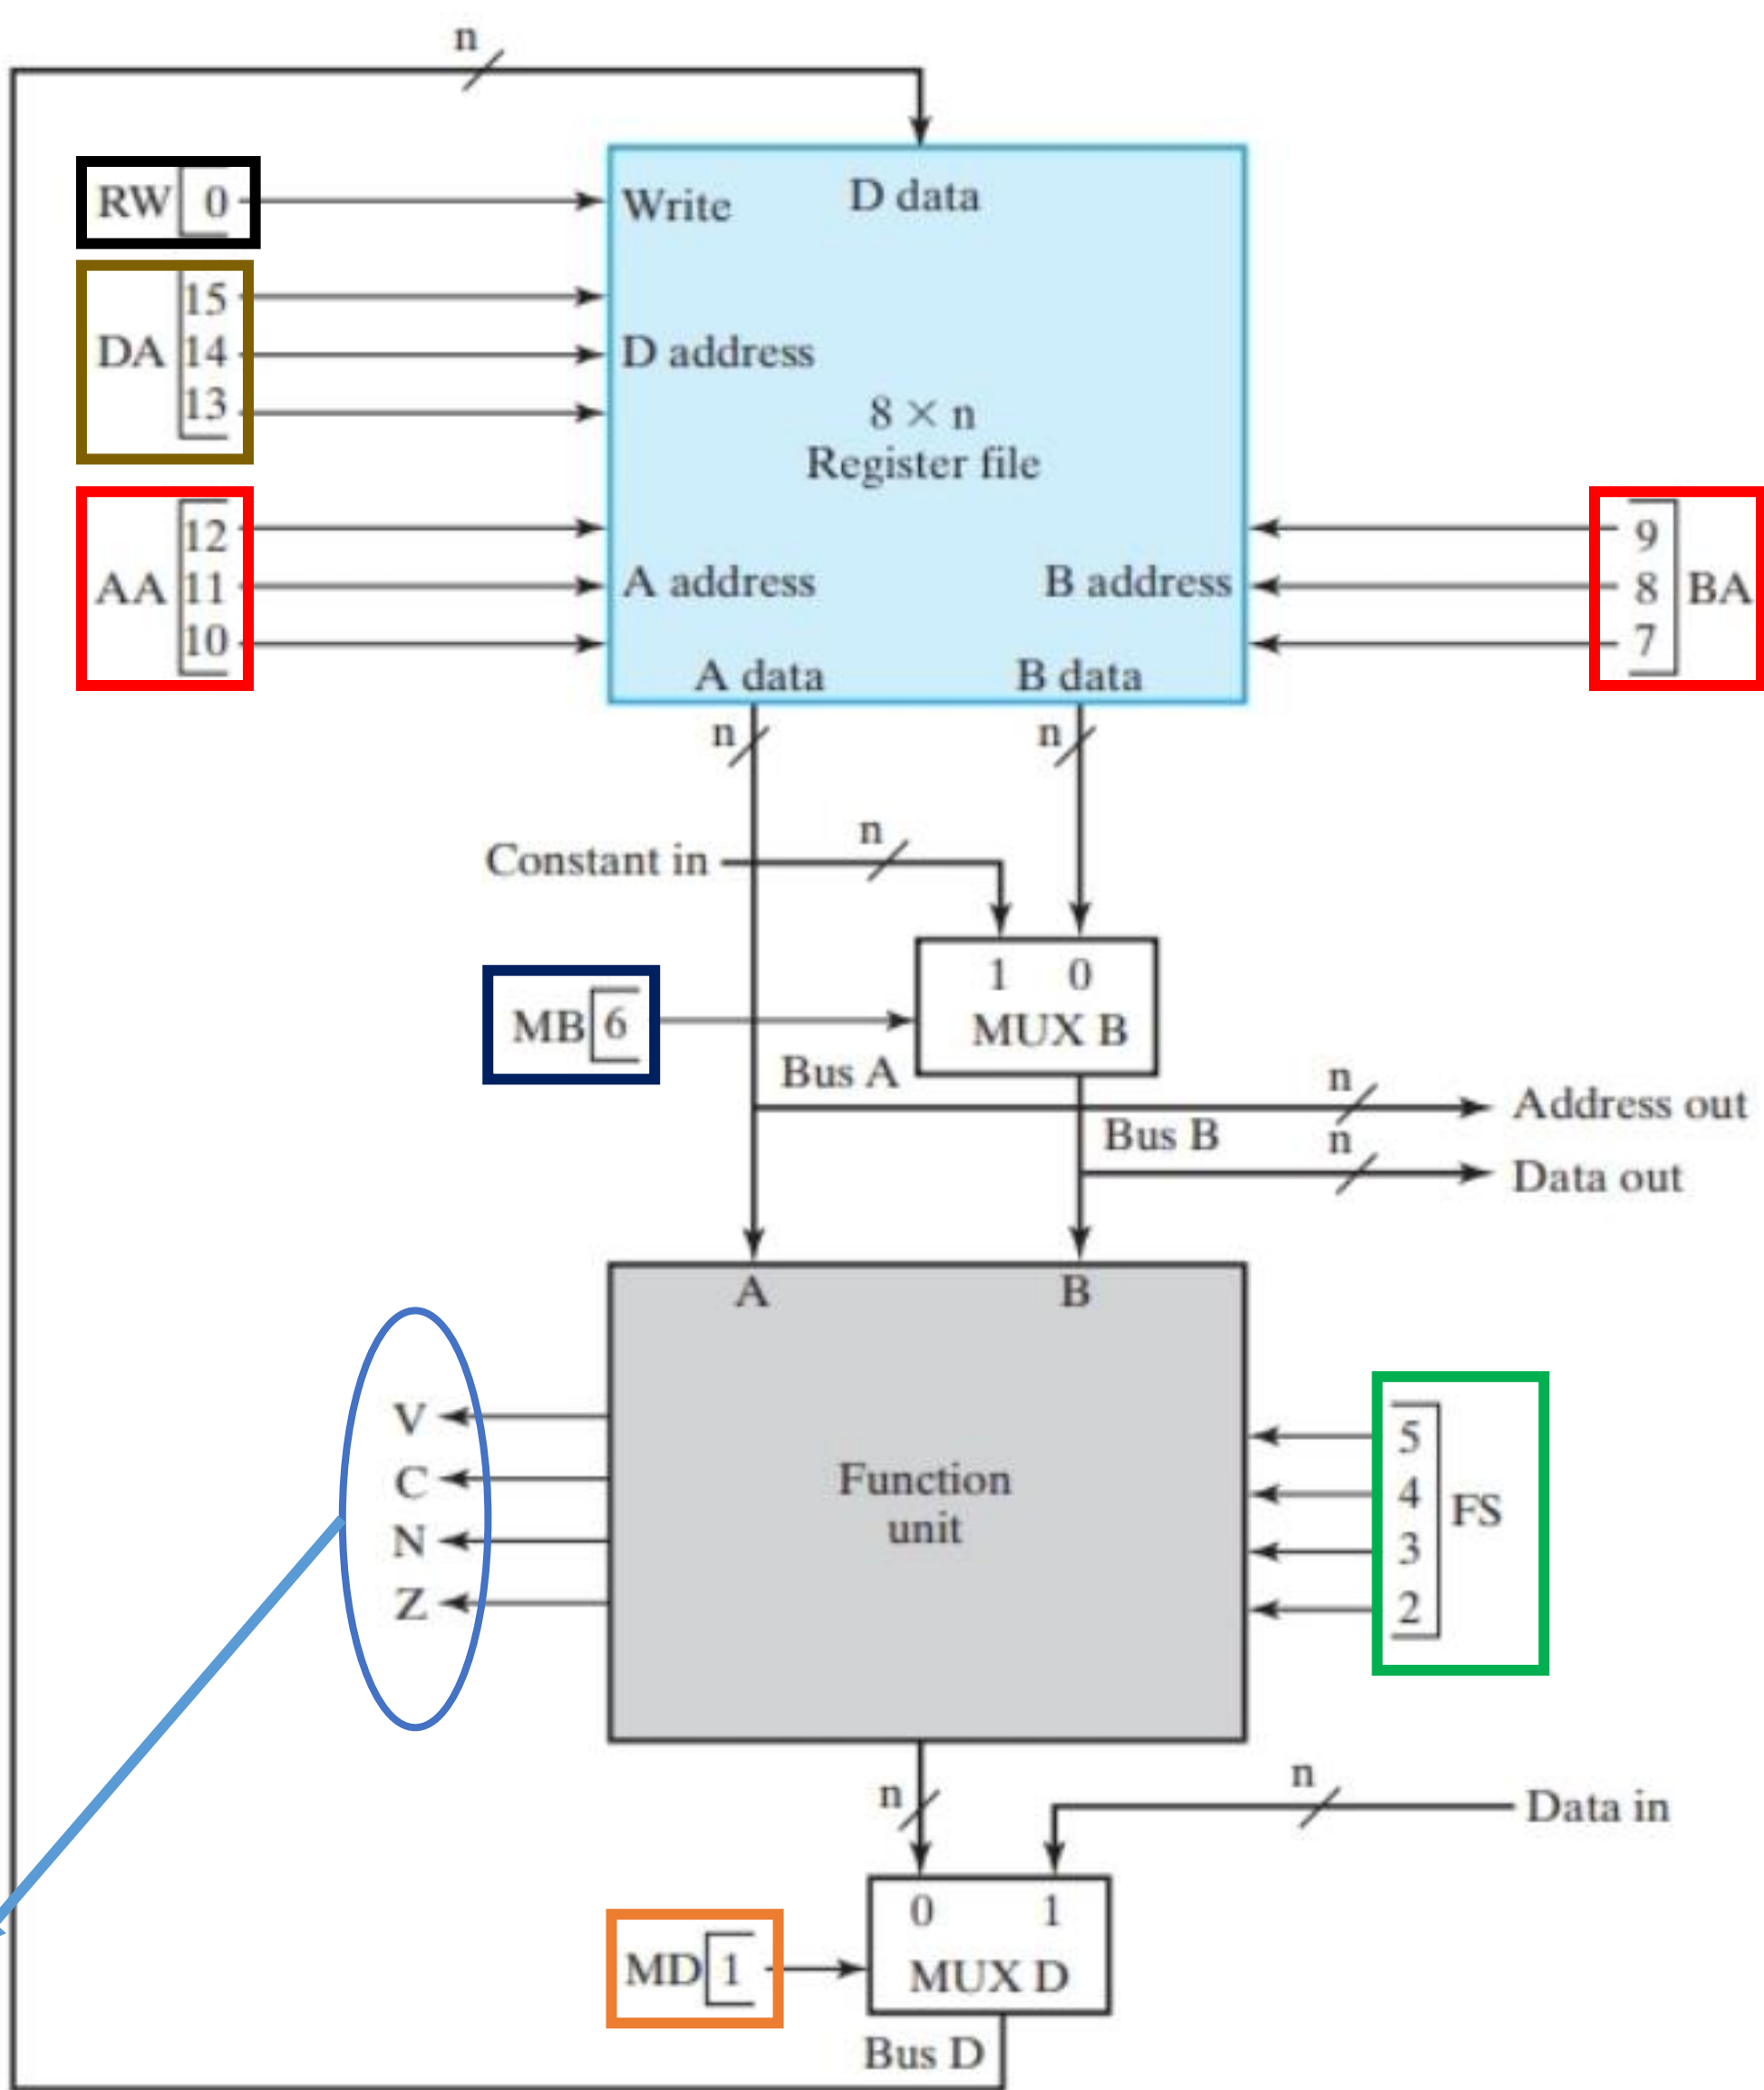 n
RW 0
Write
D data
15
DA 14
13
D address
8 × n
Register file
12
AA 11
10
A address
B address
9
8 BA
7
A data
B data
n
n
n
Constant in
1 0
MUX B
MB 6
Bus A
n
Address out
Bus B
n
Data out
A
B
V
C
N
Z
Function
unit
5
4
3
2
FS
n
n
Data in
0 1
MUX D
MD 1
Bus D